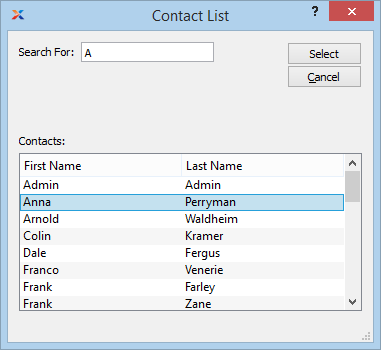 Contact List
?
Search For: A
Select
Cancel
Contacts:
First Name Last Name
Admin Admin
Anna Perryman
Arnold Waldheim
Colin Kramer
Dale Fergus
Franco Venerie
Frank Farley
Frank Zane